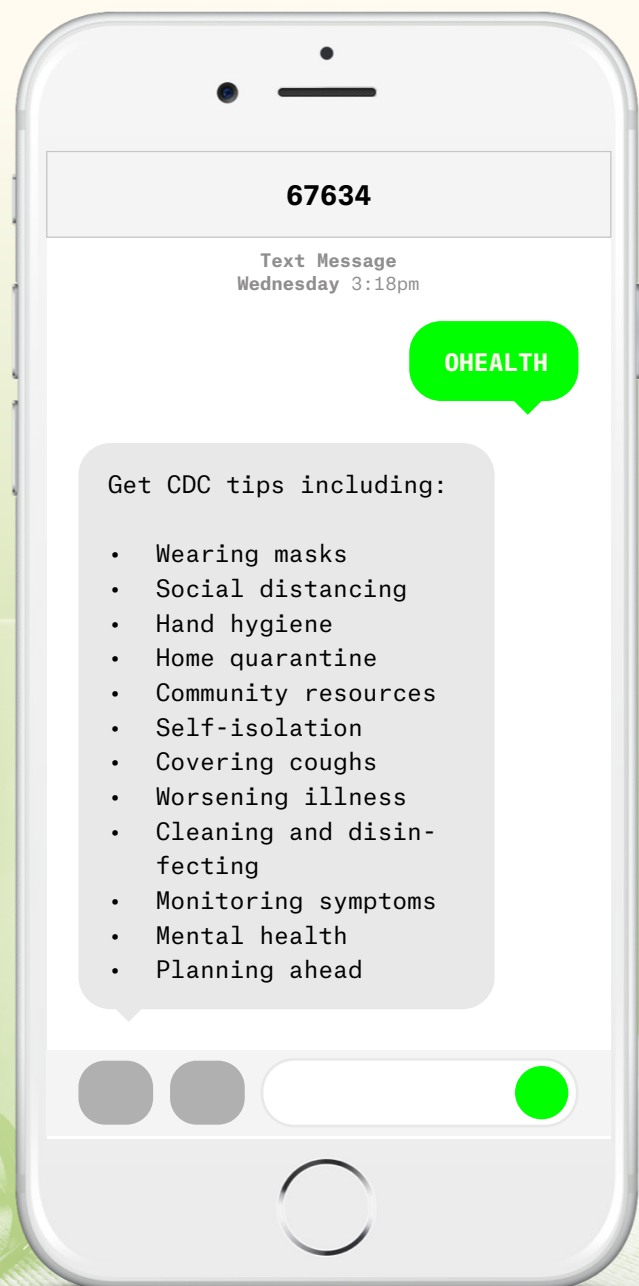 67634
Text Message
Wednesday 3:18pm
OHEALTH
Get CDC tips including:
• Wearing masks
• Social distancing
• Hand hygiene
• Home quarantine
• Community resources
• Self-isolation
• Covering coughs
• Worsening illness
• Cleaning and disin-
fecting
• Monitoring symptoms
• Mental health
• Planning ahead